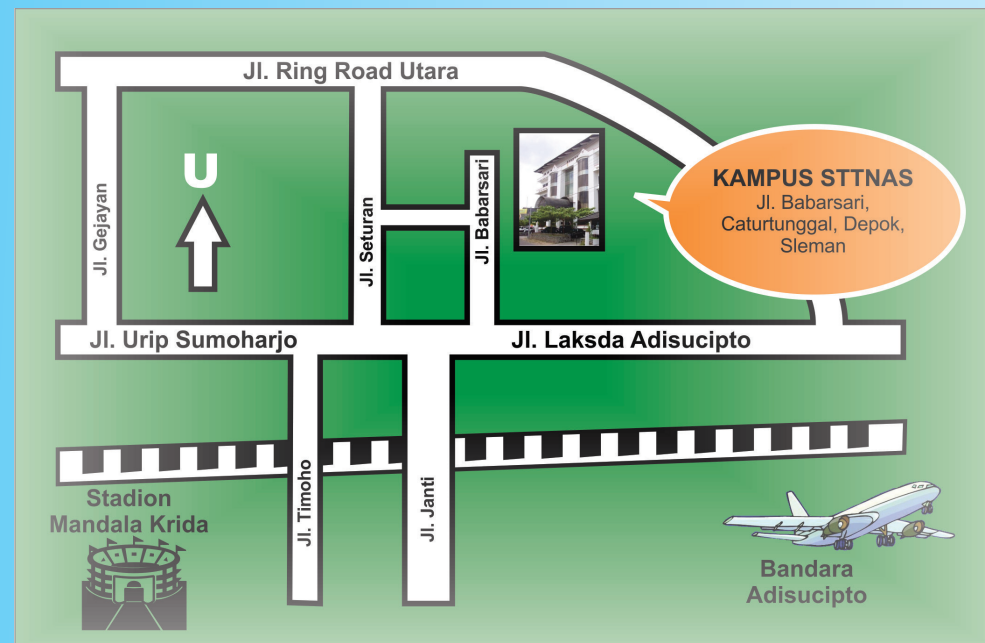 Jl. Ring Road Utara
U
Jl. Gejayan
Jl. Seturan
Jl. Babarsari
KAMPUS STTNAS
Jl. Babarsari,
Caturtunggal, Depok,
Sleman
Jl. Urip Sumoharjo
Jl. Laksda Adisucipto
Stadion
Mandala Krida
Jl. Timoho
Jl. Janti
Bandara
Adisucipto